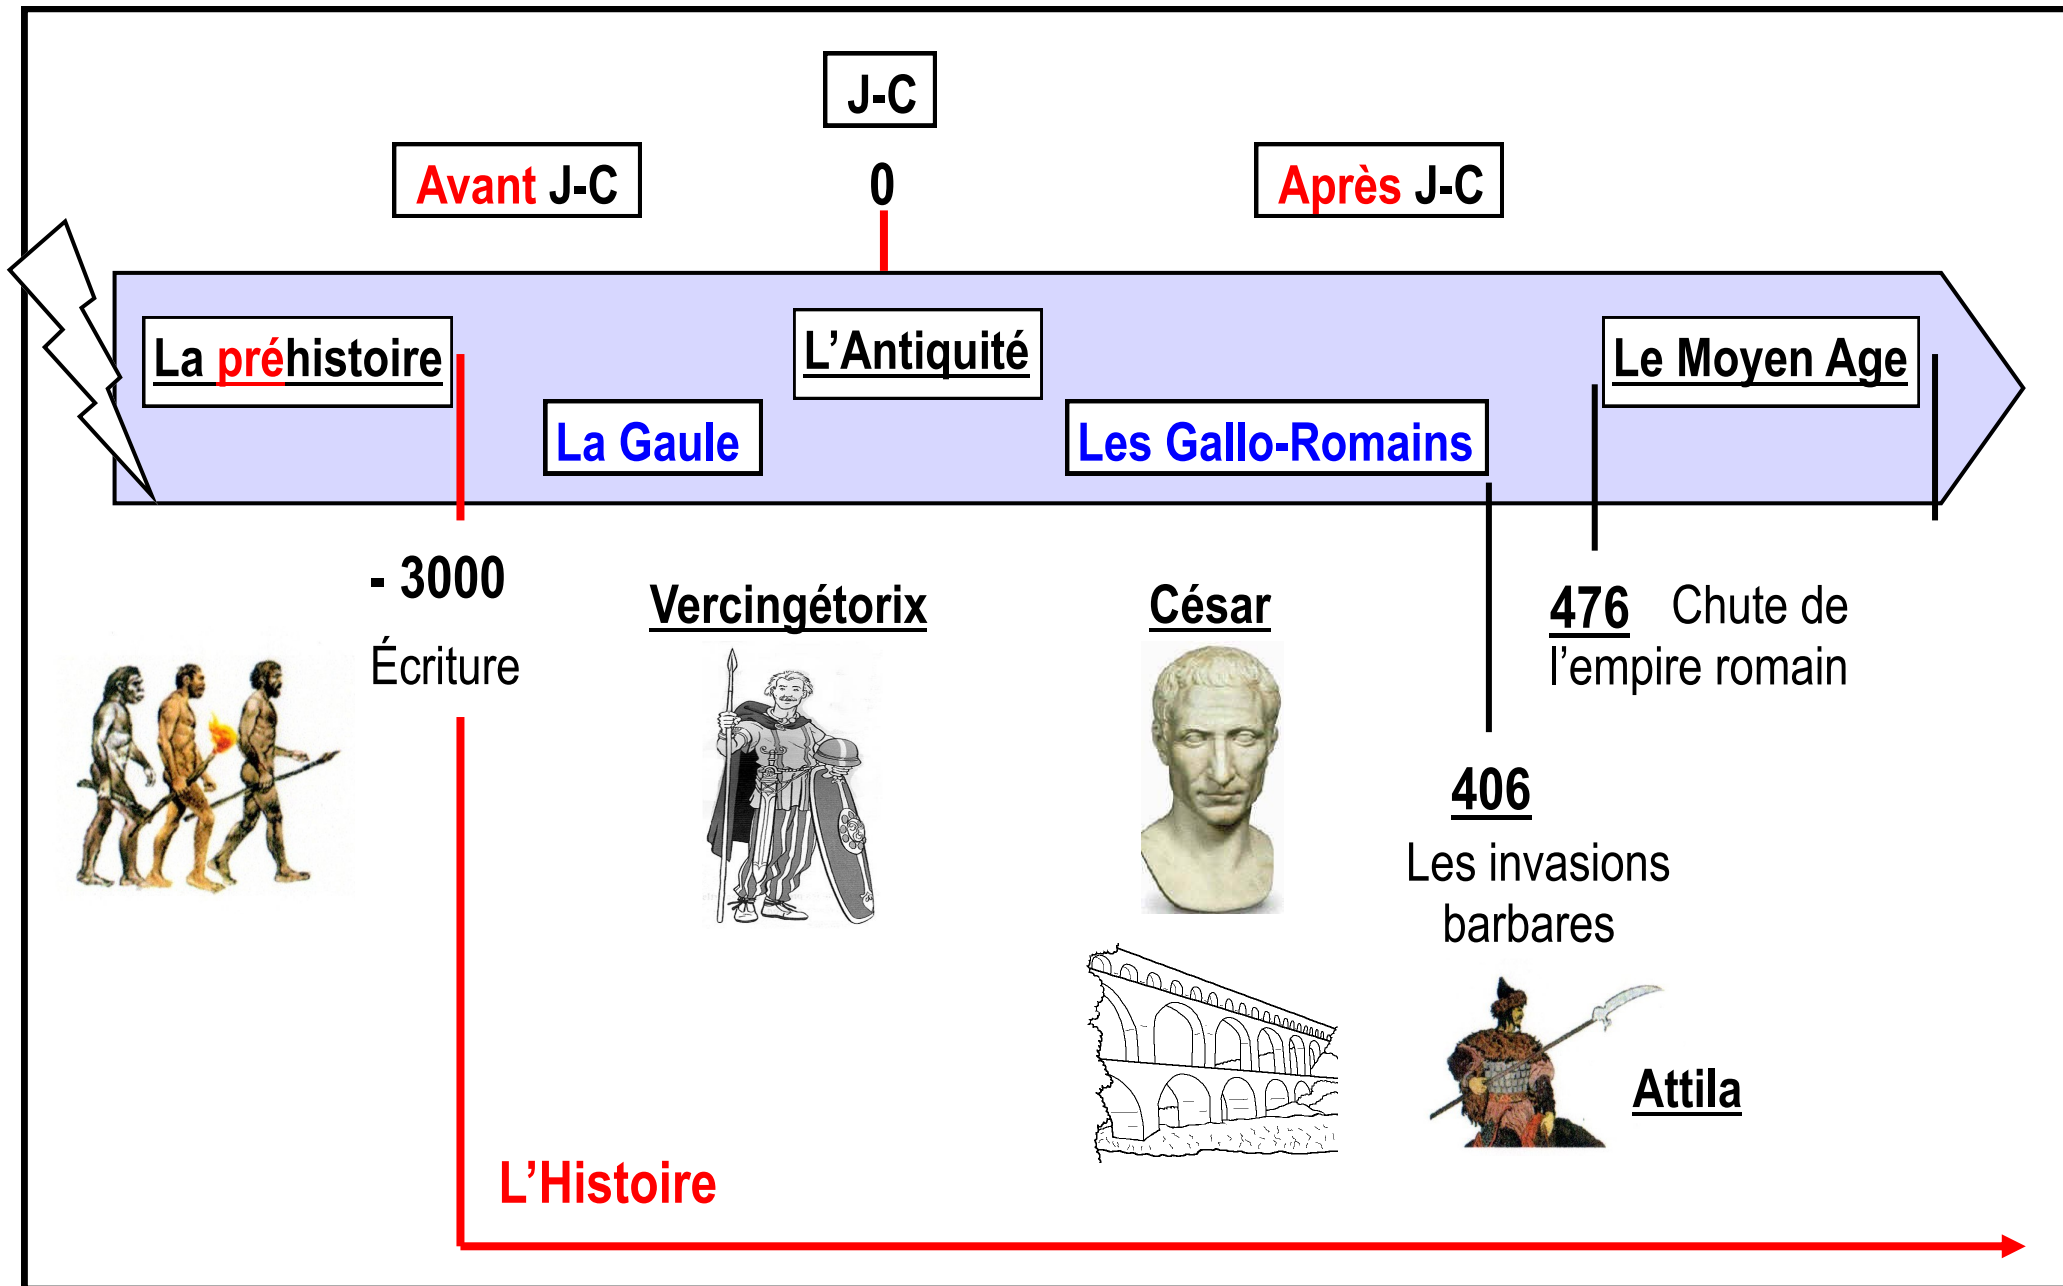 J-C
Avant J-C
0
Après J-C
La préhistoire
L’Antiquité
Le Moyen Age
La Gaule
Les Gallo-Romains
- 3000
Écriture
Vercingétorix
César
476 Chute de
l’empire romain
406
Les invasions
barbares
Attila
L’Histoire